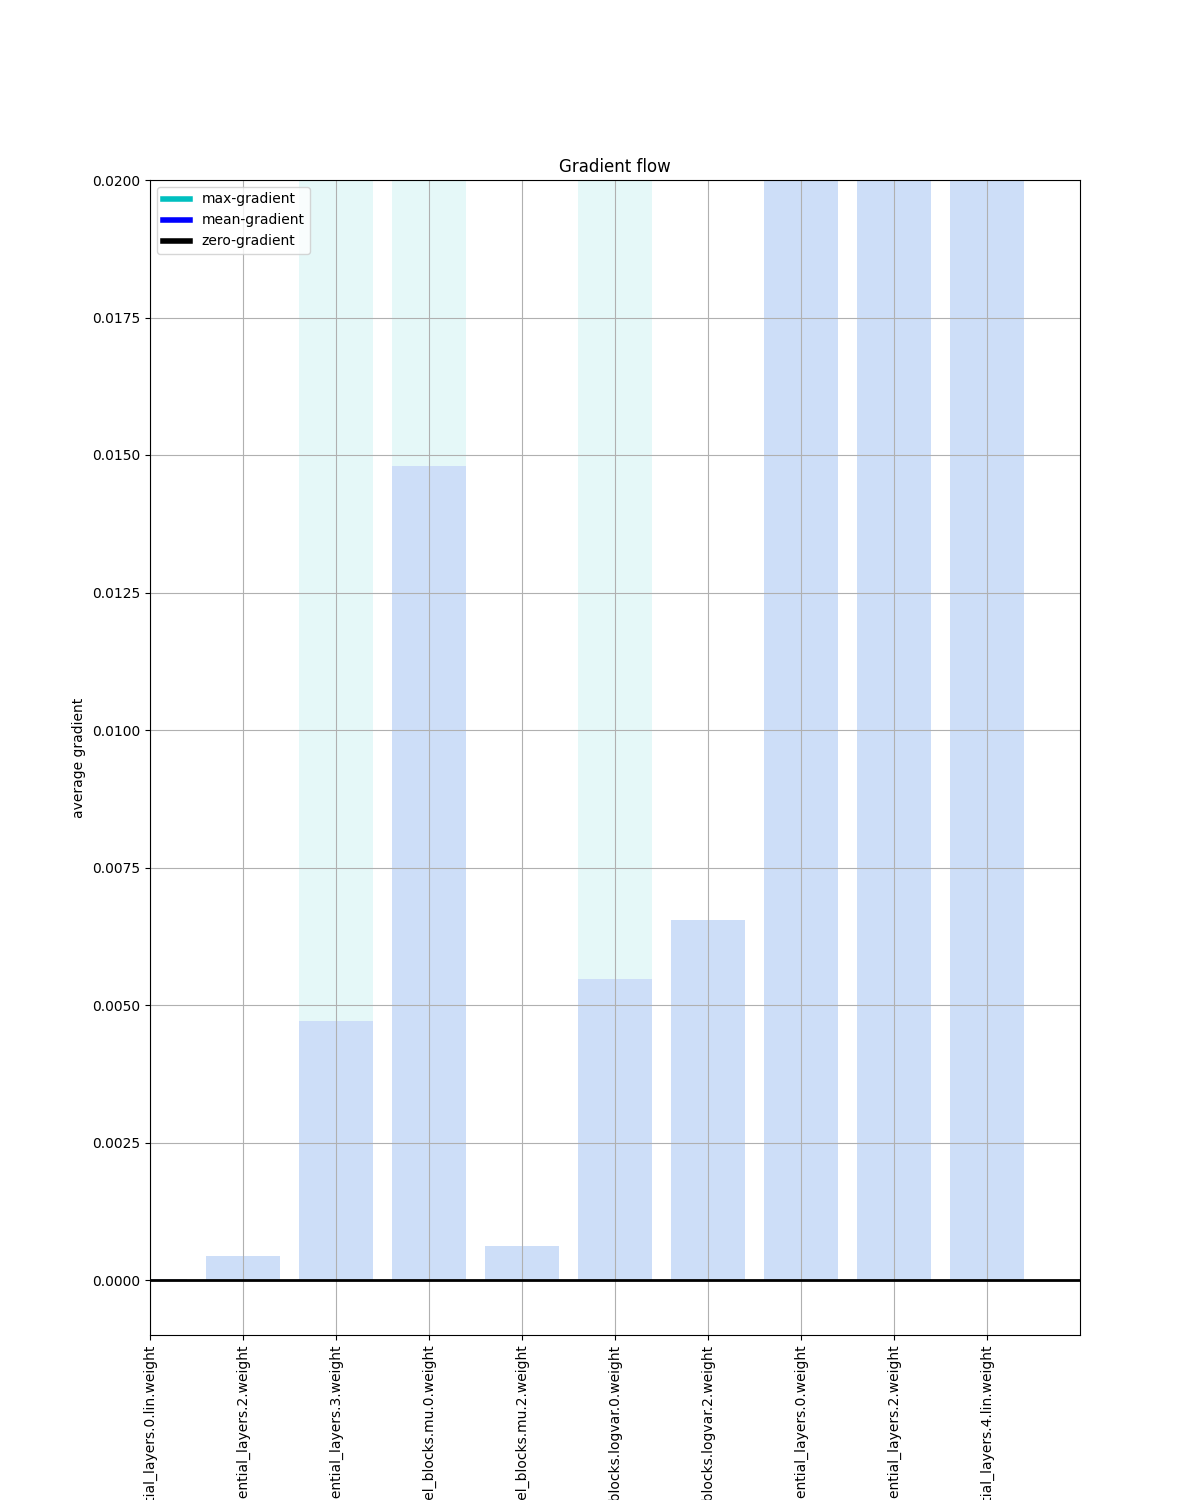 Gradient flow
max-gradient
mean-gradient
zero-gradient
average gradient
0.0200
0.0175
0.0150
0.0125
0.0100
0.0075
0.0050
0.0025
0.0000
tial_layers.0.lin.weight
ential_layers.2.weight
ential_layers.3.weight
el_blocks.mu.0.weight
el_blocks.mu.2.weight
blocks.logvar.0.weight
blocks.logvar.2.weight
ential_layers.0.weight
ential_layers.2.weight
tial_layers.4.lin.weight